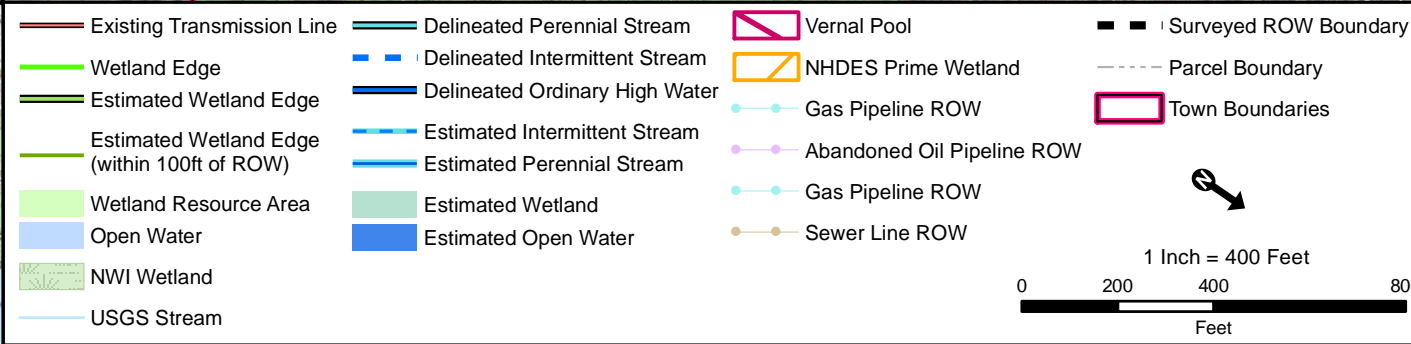 Existing Transmission Line
Wetland Edge
Estimated Wetland Edge
Estimated Wetland Edge
(within 100ft of ROW)
Wetland Resource Area
Open Water
NWI Wetland
USGS Stream
Delineated Perennial Stream
Delineated Intermittent Stream
Delineated Ordinary High Water
Estimated Intermittent Stream
Estimated Perennial Stream
Estimated Wetland
Estimated Open Water
Vernal Pool
NHDES Prime Wetland
Gas Pipeline ROW
Abandoned Oil Pipeline ROW
Gas Pipeline ROW
Sewer Line ROW
Surveyed ROW Boundary
Parcel Boundary
Town Boundaries
N
1 Inch = 400 Feet
0 200 400 80
Feet